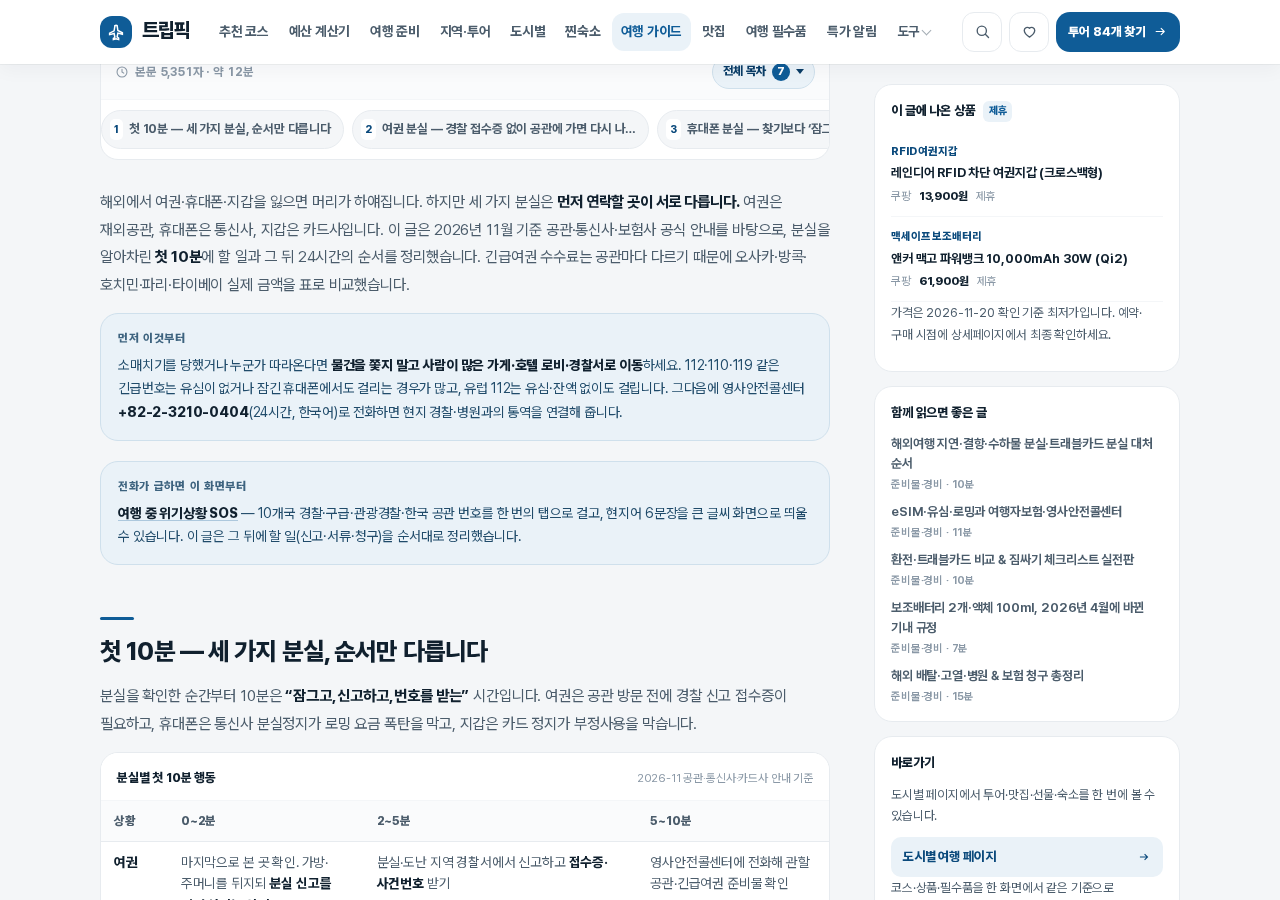 트립픽
추천 코스
예산 계산기
여행 준비
지역·투어
도시별
찐숙소
여행 가이드
맛집
여행 필수품
특가 알림
도구
투어 84개 찾기
본문 5,351자 · 약 12분
전체 목차 7
1 첫 10분 — 세 가지 분실, 순서만 다릅니다
2 여권 분실 — 경찰 접수증 없이 공관에 가면 다시 나...
3 휴대폰 분실 — 찾기보다 ‘잠그
해외에서 여권·휴대폰·지갑을 잃으면 머리가 하얘집니다. 하지만 세 가지 분실은 먼저 연락할 곳이 서로 다릅니다. 여권은
재외공관, 휴대폰은 통신사, 지갑은 카드사입니다. 이 글은 2026년 11월 기준 공관·통신사·보험사 공식 안내를 바탕으로, 분실을
알아차린 첫 10분에 할 일과 그 뒤 24시간의 순서를 정리했습니다. 긴급여권 수수료는 공관마다 다르기 때문에 오사카·방콕·
호치민·파리·타이베이 실제 금액을 표로 비교했습니다.
먼저 이것부터
소매치기를 당했거나 누군가 따라온다면 물건을 쫓지 말고 사람이 많은 가게·호텔 로비·경찰서로 이동하세요. 112·110·119 같은
긴급번호는 유심이 없거나 잠긴 휴대폰에서도 걸리는 경우가 많고, 유럽 112는 유심·잔액 없이도 걸립니다. 그다음에 영사안전콜센터
+82-2-3210-0404(24시간, 한국어)로 전화하면 현지 경찰·병원과의 통역을 연결해 줍니다.
전화가 급하면 이 화면부터
여행 중 위기상황 SOS — 10개국 경찰·구급·관광경찰·한국 공관 번호를 한 번의 탭으로 걸고, 현지어 6문장을 큰 글씨 화면으로 띄울
수 있습니다. 이 글은 그 뒤에 할 일(신고·서류·청구)을 순서대로 정리했습니다.
첫 10분 — 세 가지 분실, 순서만 다릅니다
분실을 확인한 순간부터 10분은 “잠그고, 신고하고, 번호를 받는” 시간입니다. 여권은 공관 방문 전에 경찰 신고 접수증이
필요하고, 휴대폰은 통신사 분실정지가 로밍 요금 폭탄을 막고, 지갑은 카드 정지가 부정사용을 막습니다.
분실별 첫 10분 행동
2026-11 공관·통신사·카드사 안내 기준
상황
0~2분
2~5분
5~10분
여권
마지막으로 본 곳 확인. 가방·
주머니를 뒤지되 분실 신고를
분실·도난 지역 경찰서에서 신고하고 접수증·
사건번호 받기
영사안전콜센터에 전화해 관할
공관·긴급여권 준비물 확인
이 글에 나온 상품 제휴
RFID여권지갑
레인디어 RFID 차단 여권지갑 (크로스백형)
쿠팡 13,900원 제휴
맥세이프보조배터리
앤커 맥고 파워뱅크 10,000mAh 30W (Qi2)
쿠팡 61,900원 제휴
가격은 2026-11-20 확인 기준 최저가입니다. 예약·
구매 시점에 상세페이지에서 최종 확인하세요.
함께 읽으면 좋은 글
해외여행 지연·결항·수하물 분실·트래블카드 분실 대처
순서
준비물·경비 · 10분
eSIM·유심·로밍과 여행자보험·영사안전콜센터
준비물·경비 · 11분
환전·트래블카드 비교 & 짐싸기 체크리스트 실전판
준비물·경비 · 10분
보조배터리 2개·액체 100ml, 2026년 4월에 바뀐
기내 규정
준비물·경비 · 7분
해외 배탈·고열·병원 & 보험 청구 총정리
준비물·경비 · 15분
바로가기
도시별 페이지에서 투어·맛집·선물·숙소를 한 번에 볼 수
있습니다.
도시별 여행 페이지
코스·상품·필수품을 한 화면에서 같은 기준으로